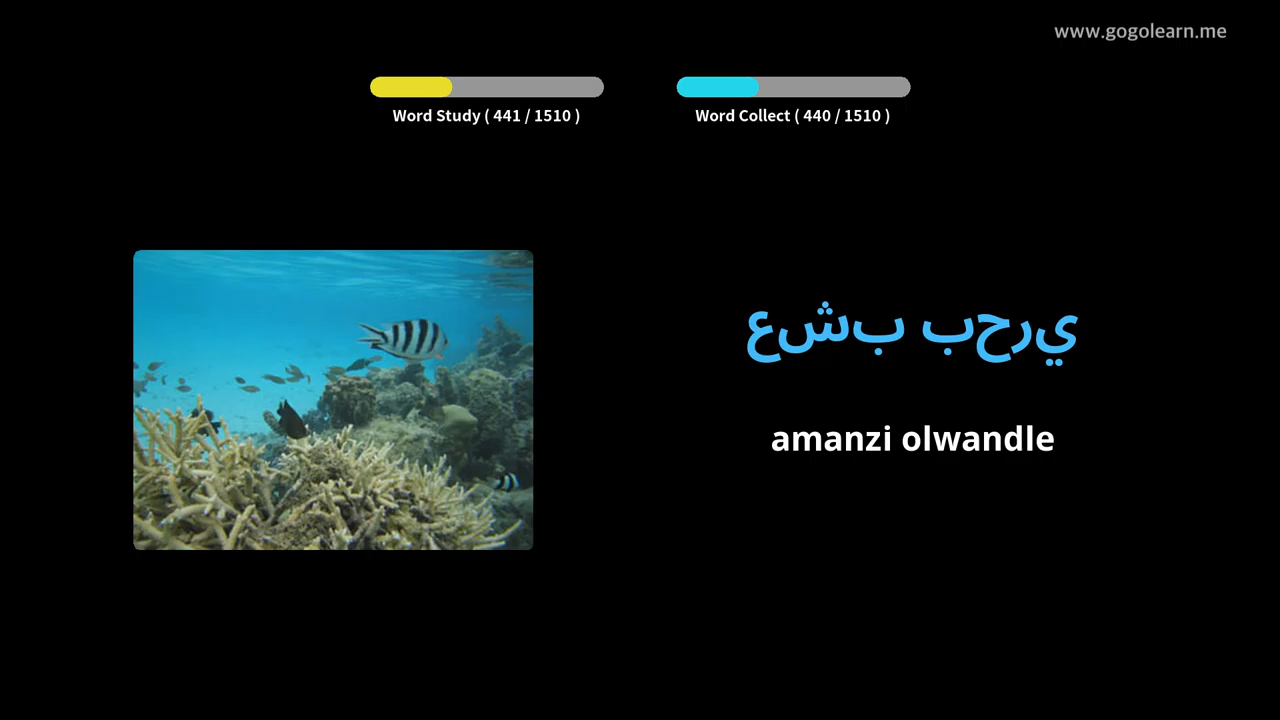 www.gogolearn.me
Word Study ( 441 / 1510 )
Word Collect ( 440 / 1510 )
عشب بحري
amanzi olwandle